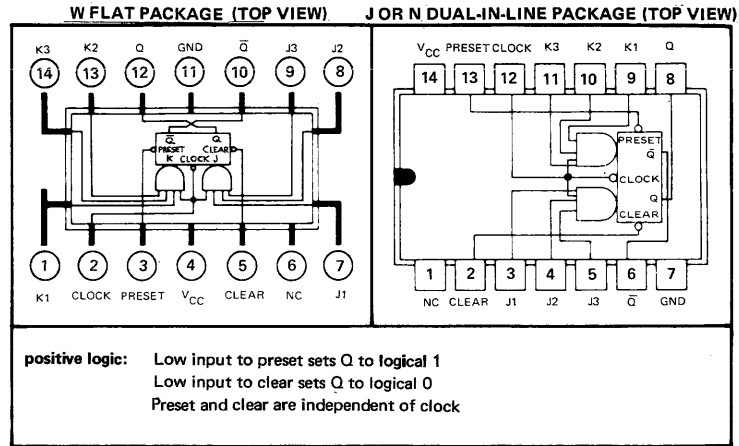 W FLAT PACKAGE (TOP VIEW)
J OR N DUAL-IN-LINE PACKAGE (TOP VIEW)
K3 K2 Q GND Q̅ J3 J2
14 13 12 11 10 9 8
Q̅ Q
PRESET CLEAR
K CLOCK J
1 2 3 4 5 6 7
K1 CLOCK PRESET VCC CLEAR NC J1
VCC PRESET CLOCK K3 K2 K1 Q
14 13 12 11 10 9 8
PRESET
Q̅
CLOCK
Q
CLEAR
1 2 3 4 5 6 7
NC CLEAR J1 J2 J3 Q̅ GND
positive logic: Low input to preset sets Q to logical 1
Low input to clear sets Q to logical 0
Preset and clear are independent of clock